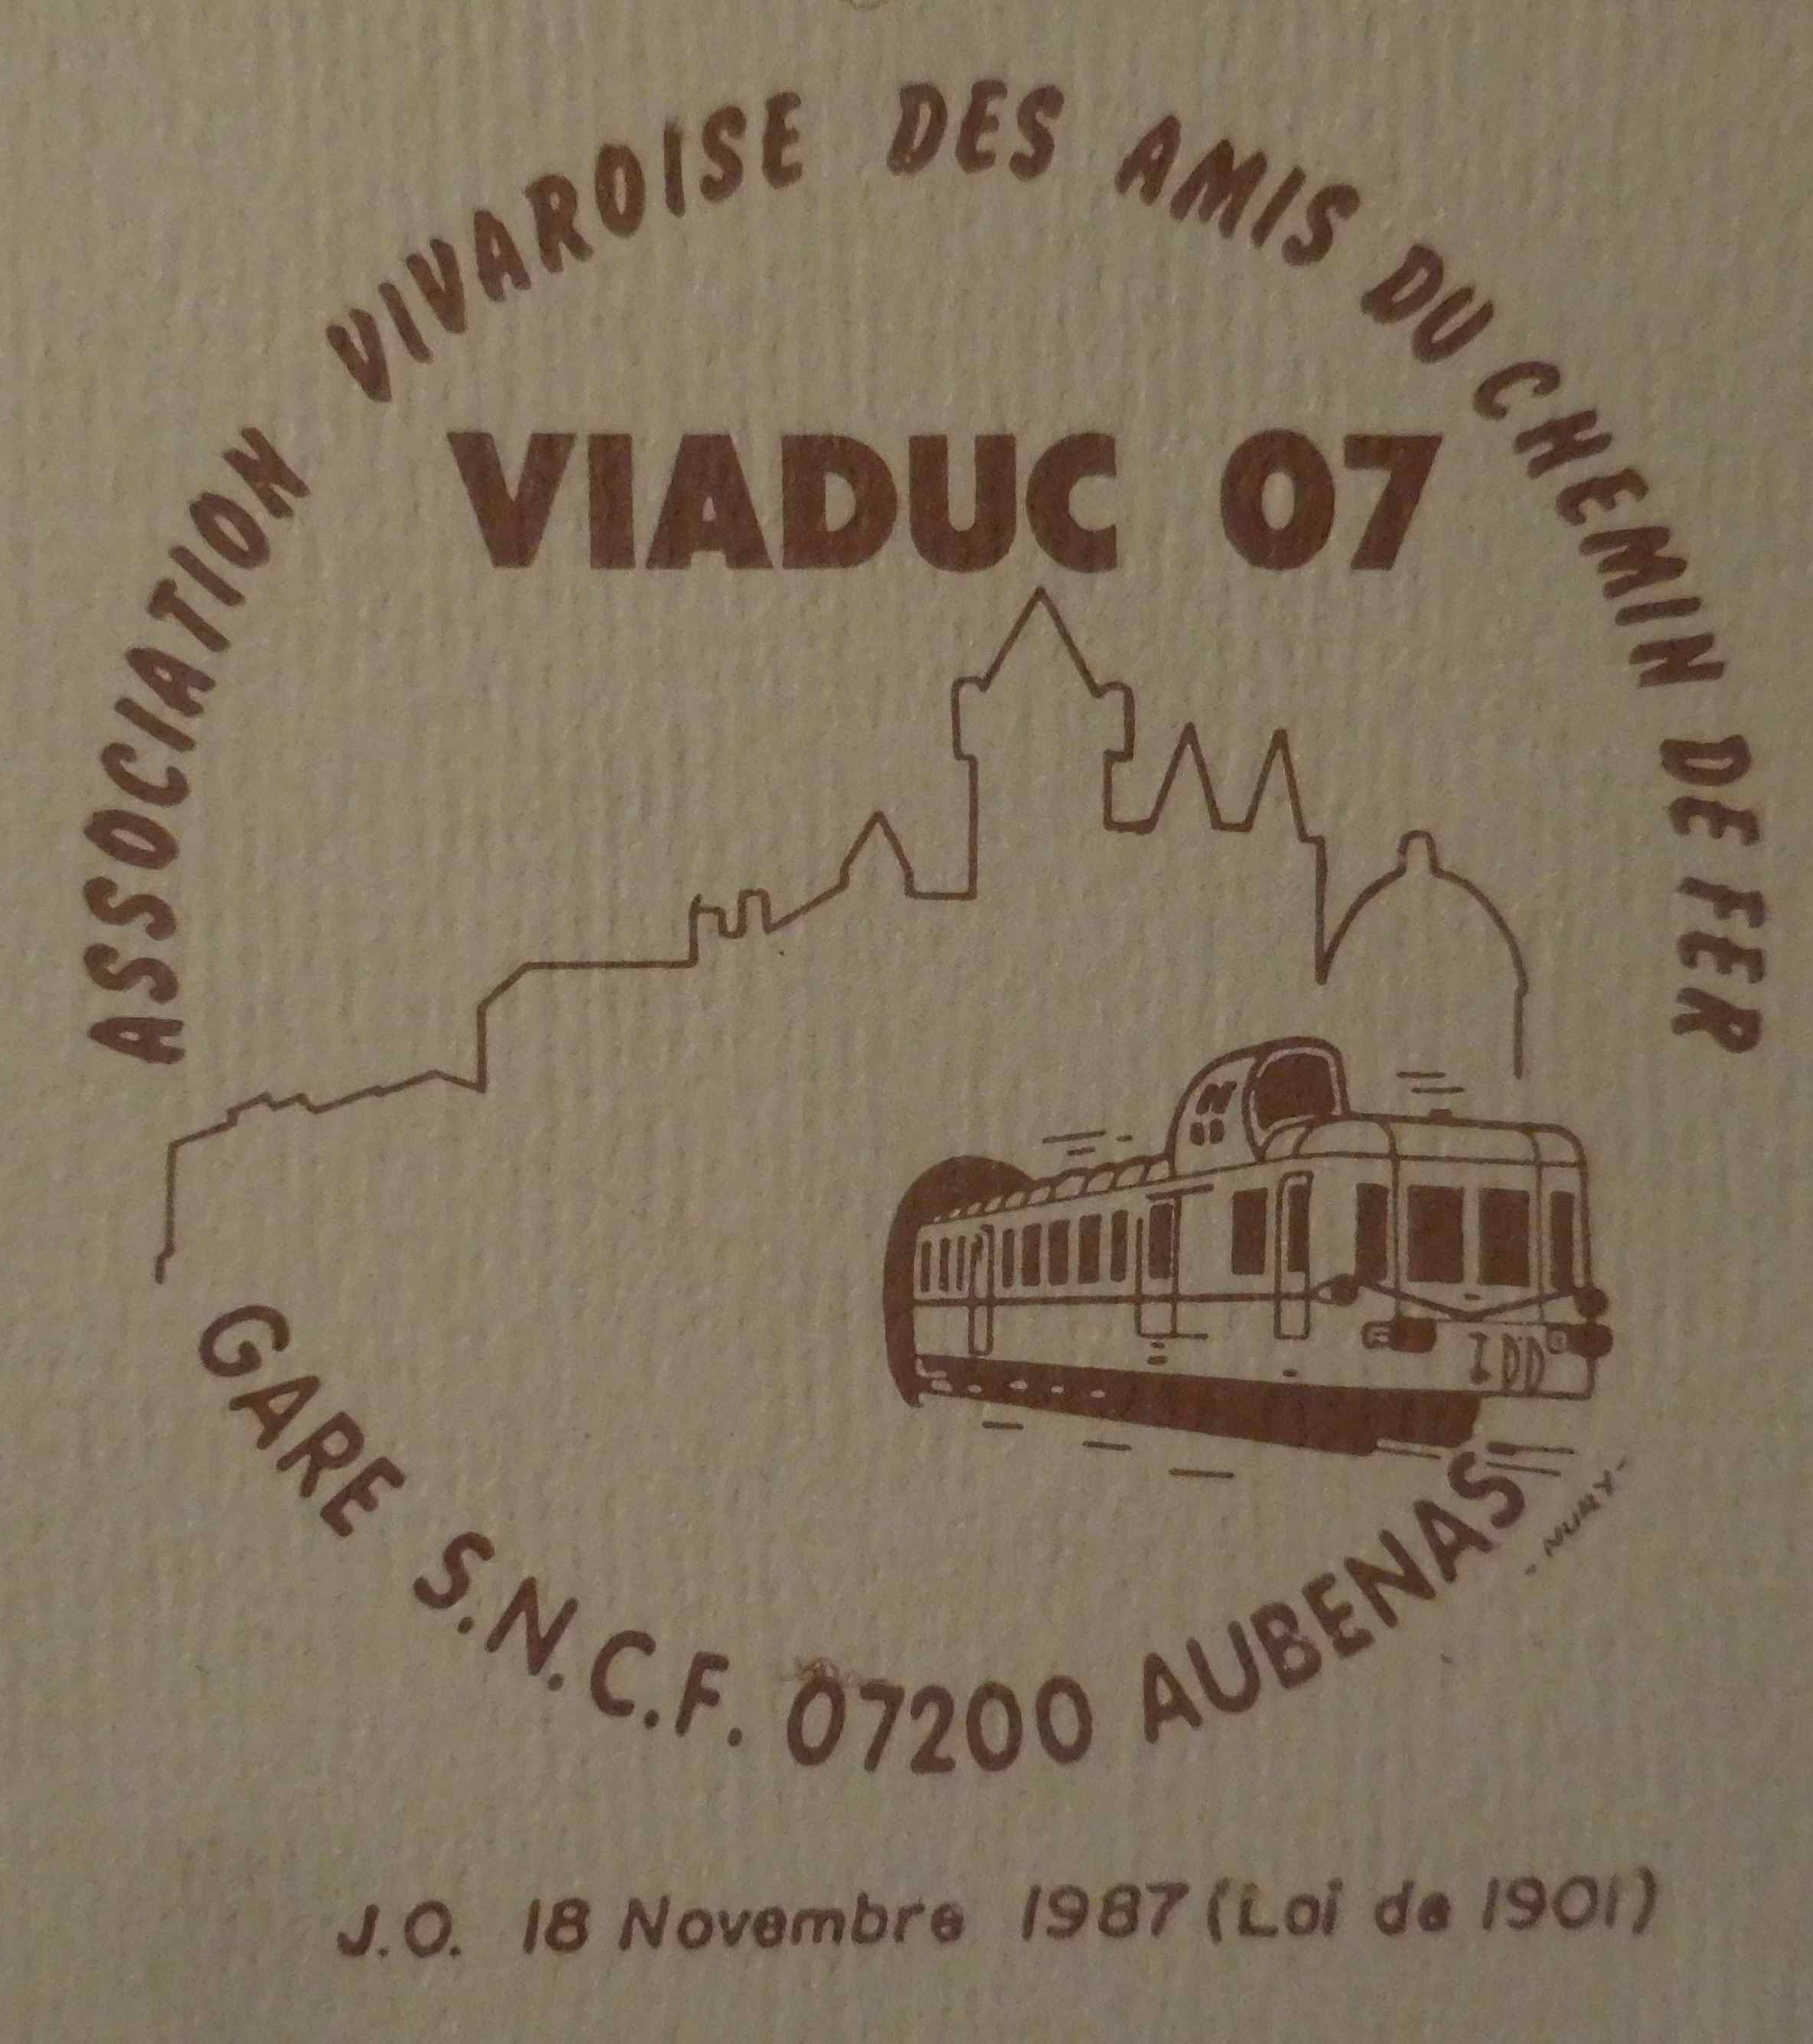 ASSOCIATION VIVAROISE DES AMIS DU CHEMIN DE FER
VIADUC 07
GARE S.N.C.F. 07200 AUBENAS
- NURY -
J.O. 18 Novembre 1987 (Loi de 1901)